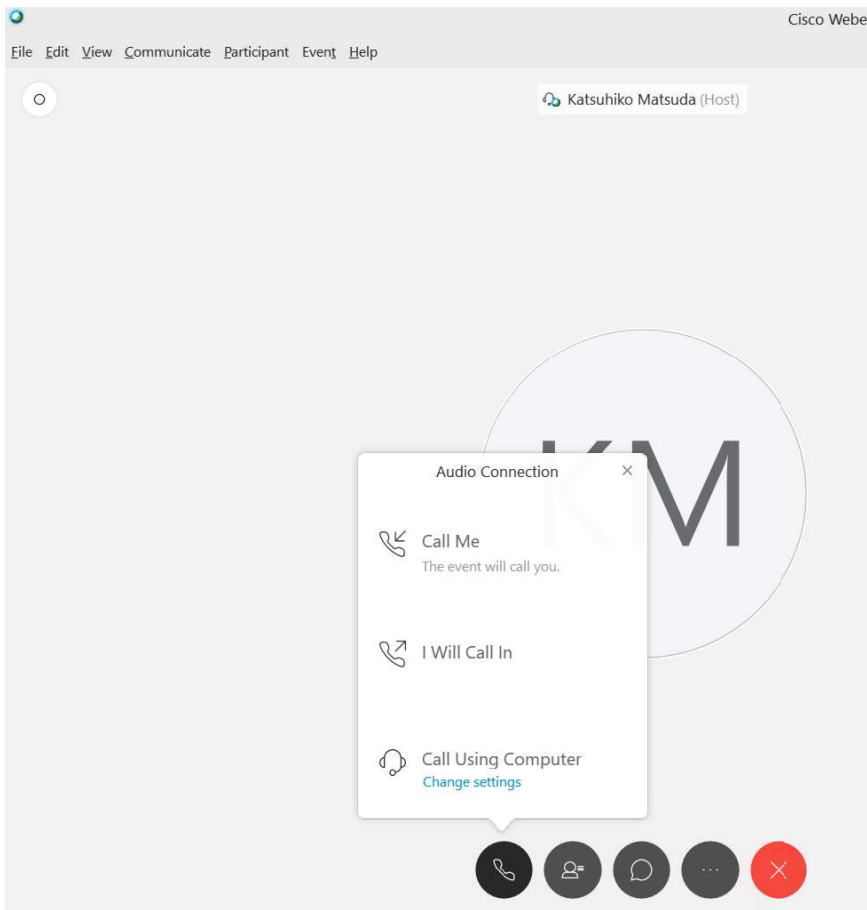 Cisco Webe
File Edit View Communicate Participant Event Help
Katsuhiko Matsuda (Host)
KM
Audio Connection
Call Me
The event will call you.
I Will Call In
Call Using Computer
Change settings